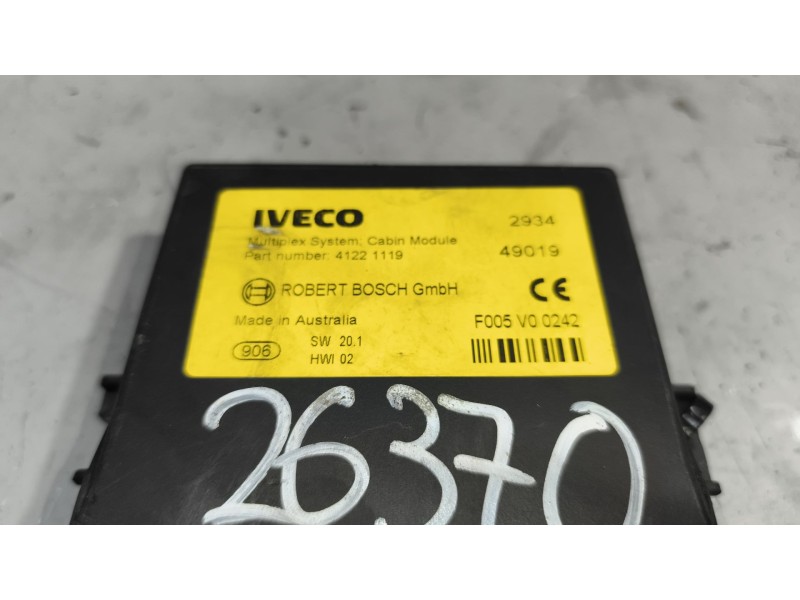 IVECO 2934
Multiplex System; Cabin Module
Part number: 4122 1119 49019
BOSCH ROBERT BOSCH GmbH CE
Made in Australia F005 V0 0242
906 SW 20.1
HWI 02
26370